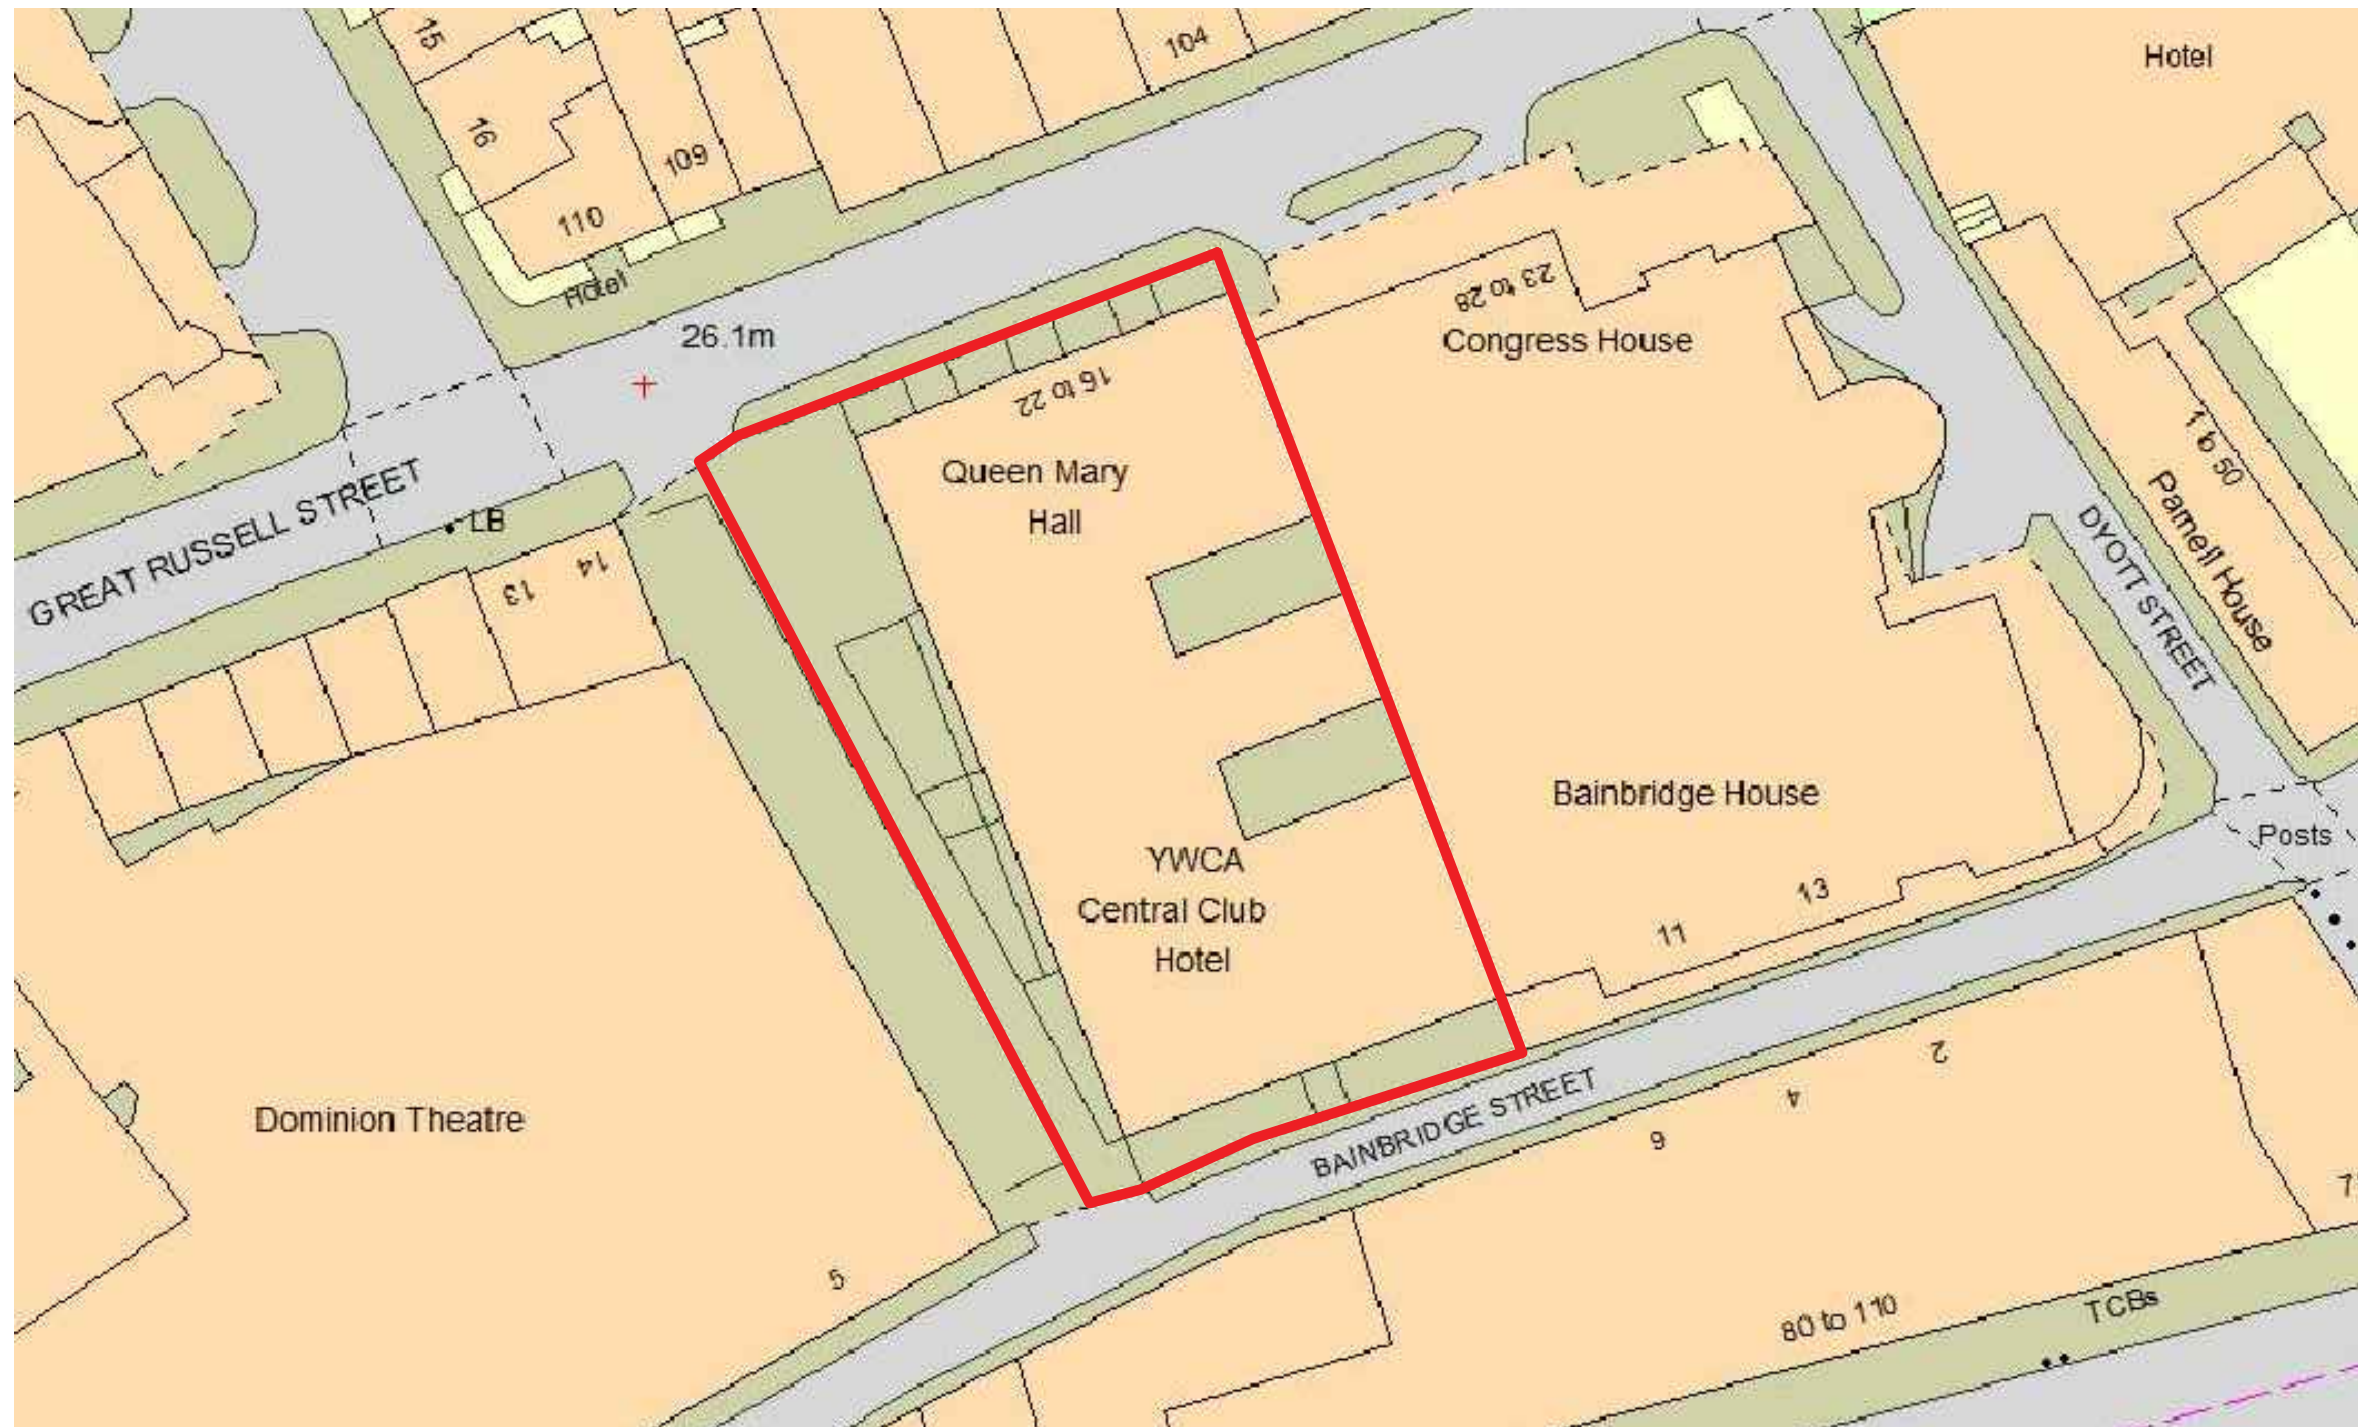 15
104
Hotel
16
109
110
Hotel
26.1m
23 to 28
Congress House
16 to 22
1 to 50
Queen Mary
Hall
Parnell House
LB
GREAT RUSSELL STREET
14
13
DYOTT STREET
Bainbridge House
Posts
YWCA
Central Club
Hotel
13
11
2
4
6
BAINBRIDGE STREET
Dominion Theatre
5
80 to 110
TCBs